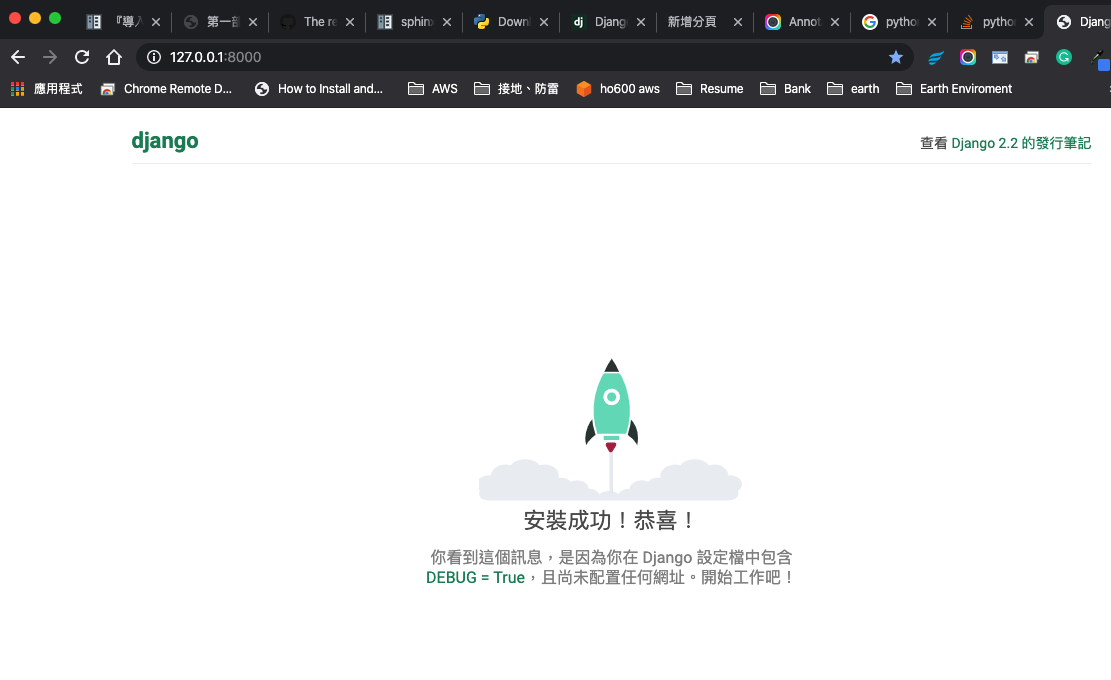 『導入
第一部
The re
sphinx
Downl
Djang
新增分頁
Annot
pytho
pytho
Djang
127.0.0.1:8000
應用程式
Chrome Remote D...
How to Install and...
AWS
接地、防雷
ho600 aws
Resume
Bank
earth
Earth Enviroment
django
查看 Django 2.2 的發行筆記
安裝成功！恭喜！
你看到這個訊息，是因為你在 Django 設定檔中包含
DEBUG = True，且尚未配置任何網址。開始工作吧！